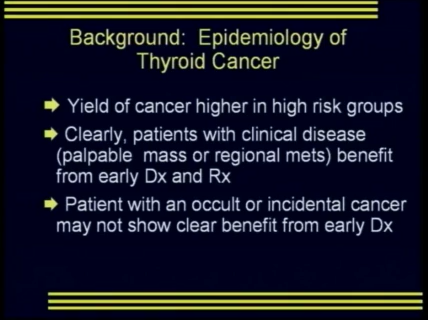 Background: Epidemiology of
Thyroid Cancer
Yield of cancer higher in high risk groups
Clearly, patients with clinical disease
(palpable mass or regional mets) benefit
from early Dx and Rx
Patient with an occult or incidental cancer
may not show clear benefit from early Dx